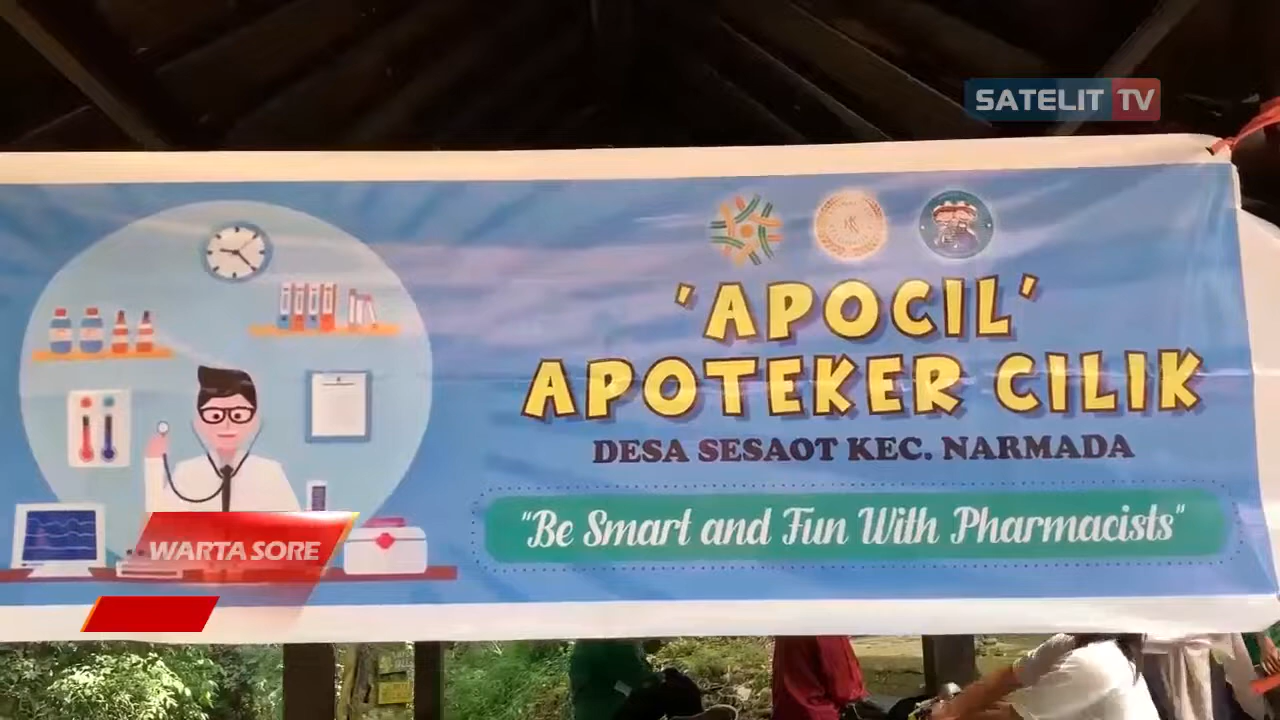 SATELIT TV
'APOCIL'
APOTEKER CILIK
DESA SESAOT KEC. NARMADA
"Be Smart and Fun With Pharmacists"
WARTA SORE